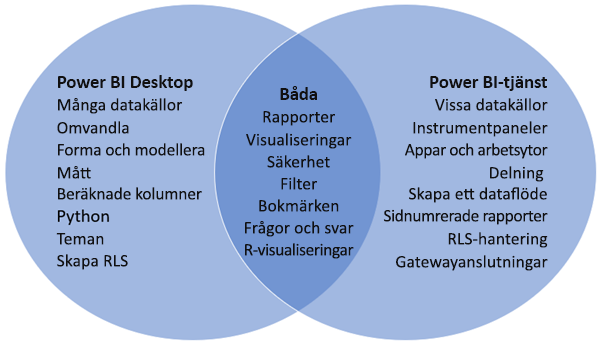 Power BI Desktop
Många datakällor
Omvandla
Forma och modellera
Mått
Beräknade kolumner
Python
Teman
Skapa RLS
Båda
Rapporter
Visualiseringar
Säkerhet
Filter
Bokmärken
Frågor och svar
R-visualiseringar
Power BI-tjänst
Vissa datakällor
Instrumentpaneler
Appar och arbetsytor
Delning
Skapa ett dataflöde
Sidnumrerade rapporter
RLS-hantering
Gatewayanslutningar